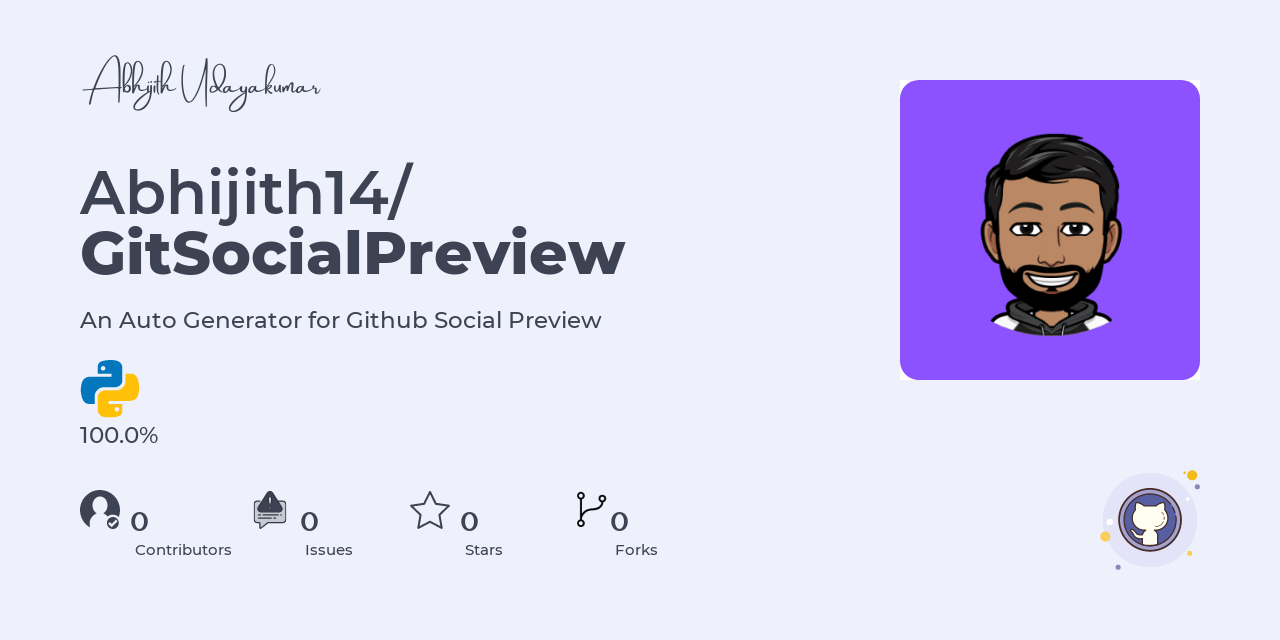 Abhijith Udayakumar
Abhijith14/
GitSocialPreview
An Auto Generator for Github Social Preview
100.0%
0 0 0 0
Contributors Issues Stars Forks